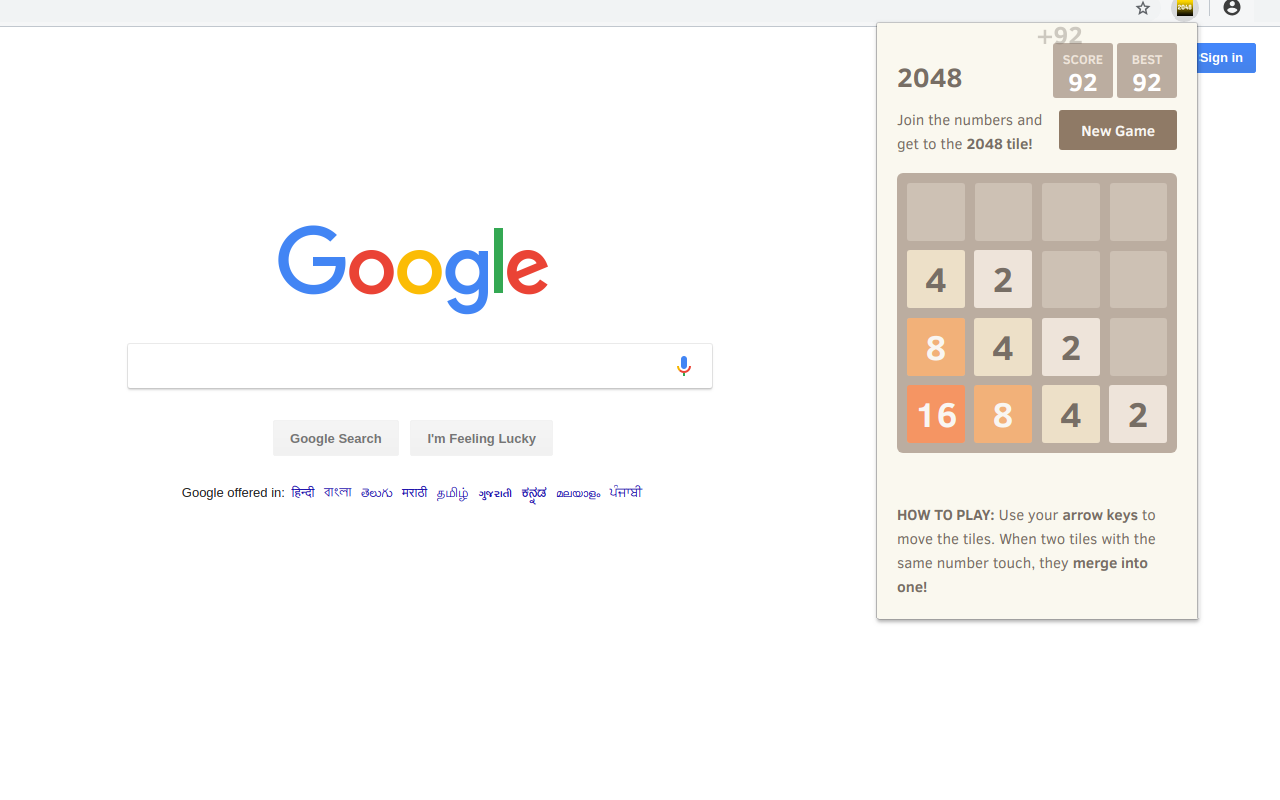 2048
+92
Sign in
2048
SCORE
92
BEST
92
Join the numbers and
get to the 2048 tile!
New Game
4 2
8 4 2
16 8 4 2
HOW TO PLAY: Use your arrow keys to
move the tiles. When two tiles with the
same number touch, they merge into
one!
Google
Google Search
I'm Feeling Lucky
Google offered in: हिन्दी বাংলা తెలుగు मराठी தமிழ் ગુજરાતી ಕನ್ನಡ മലയാളം ਪੰਜਾਬੀ